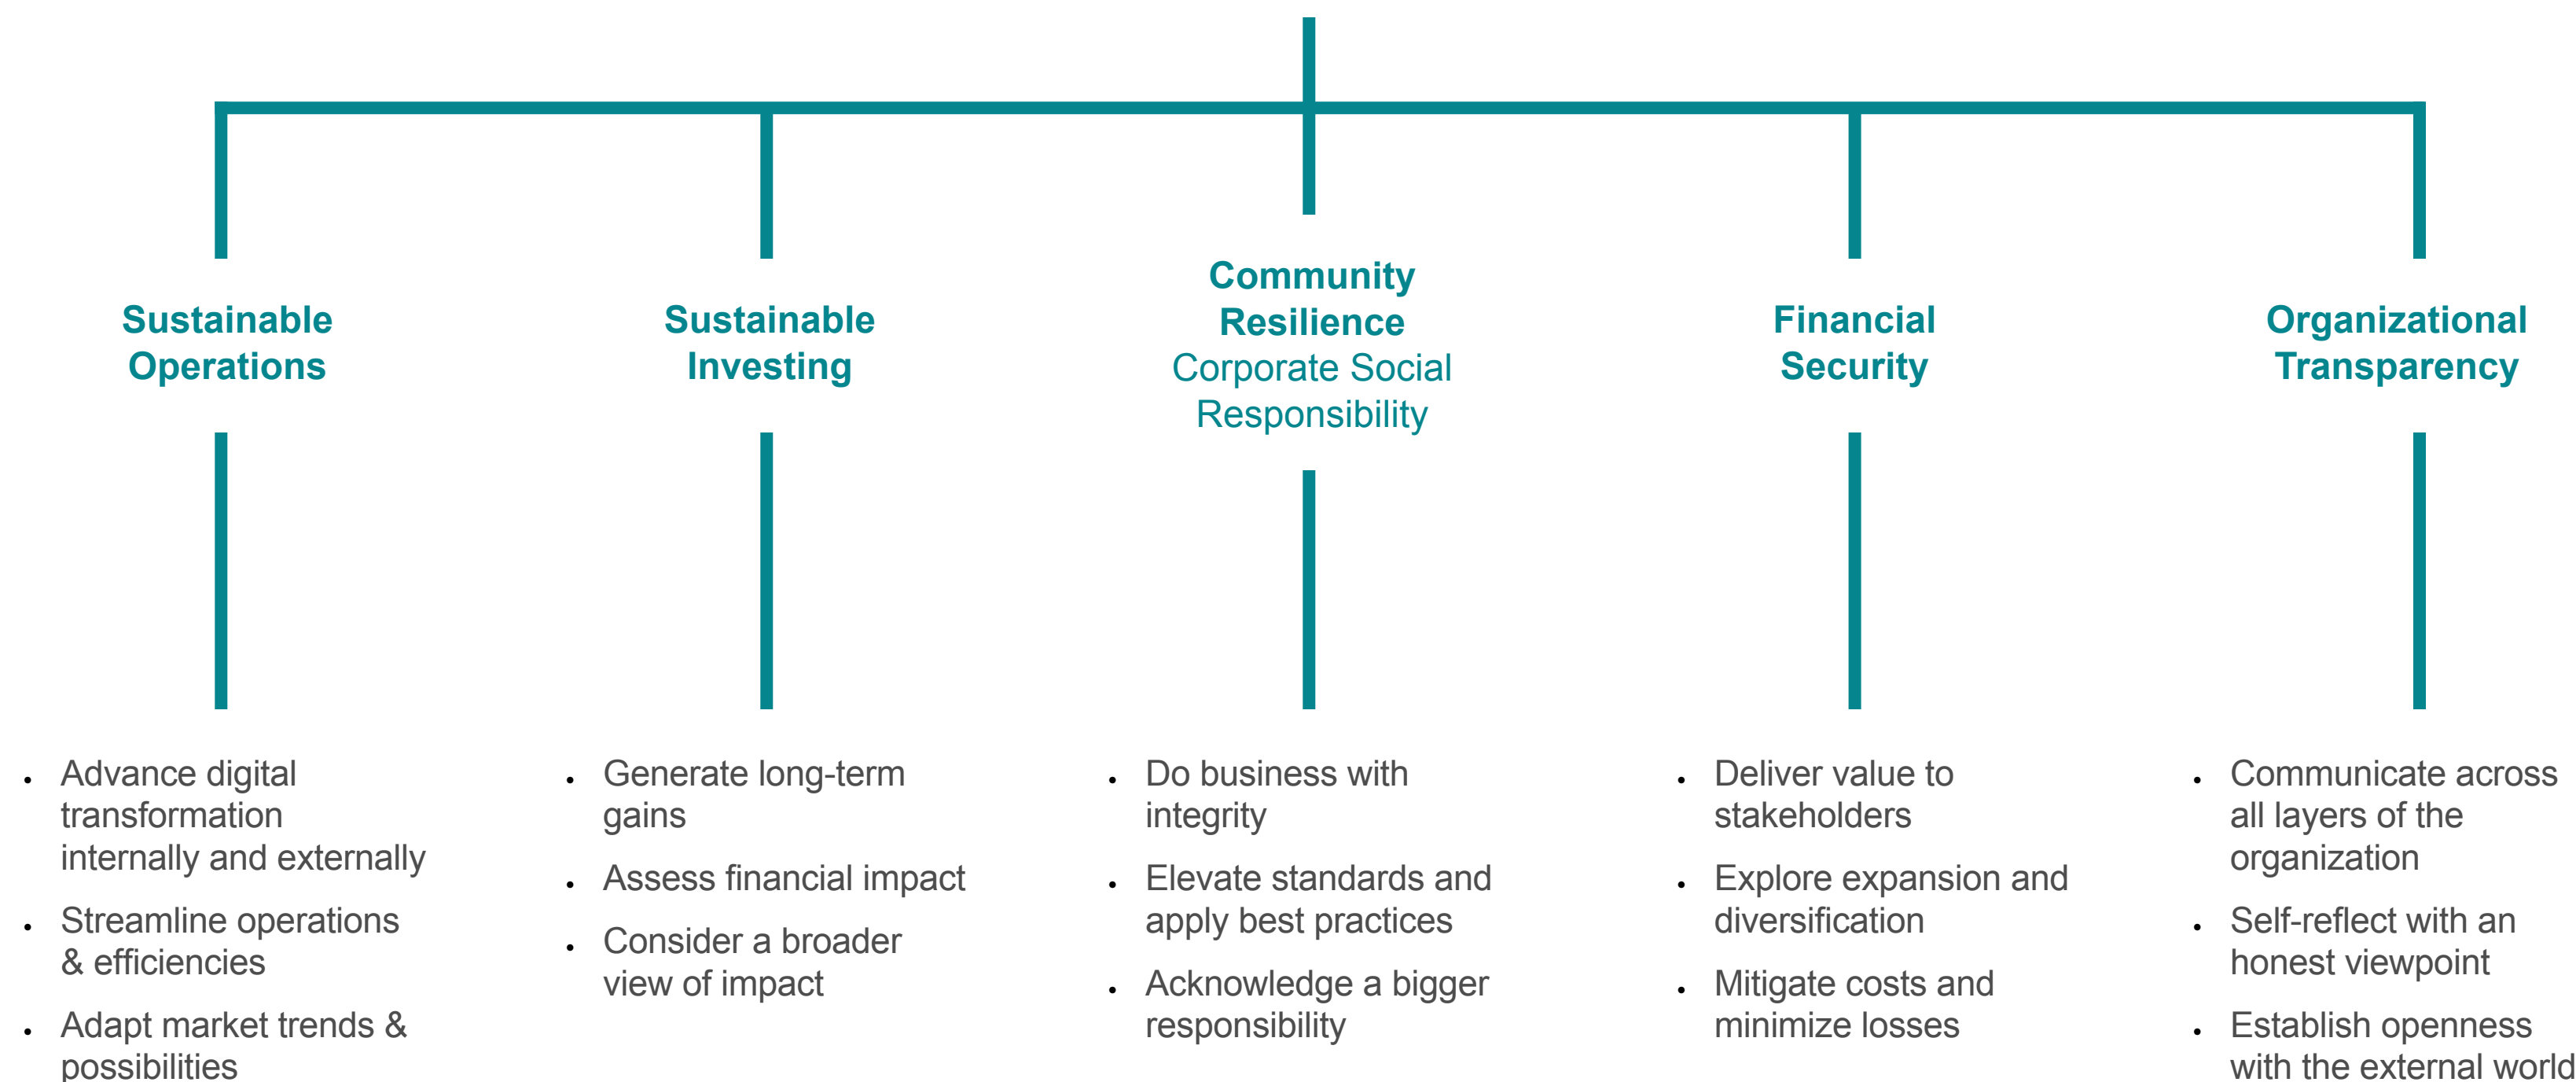 Sustainable
Operations
Sustainable
Investing
Community
Resilience
Corporate Social
Responsibility
Financial
Security
Organizational
Transparency
• Advance digital
transformation
internally and externally
• Streamline operations
& efficiencies
• Adapt market trends &
possibilities
• Generate long-term
gains
• Assess financial impact
• Consider a broader
view of impact
• Do business with
integrity
• Elevate standards and
apply best practices
• Acknowledge a bigger
responsibility
• Deliver value to
stakeholders
• Explore expansion and
diversification
• Mitigate costs and
minimize losses
• Communicate across
all layers of the
organization
• Self-reflect with an
honest viewpoint
• Establish openness
with the external world